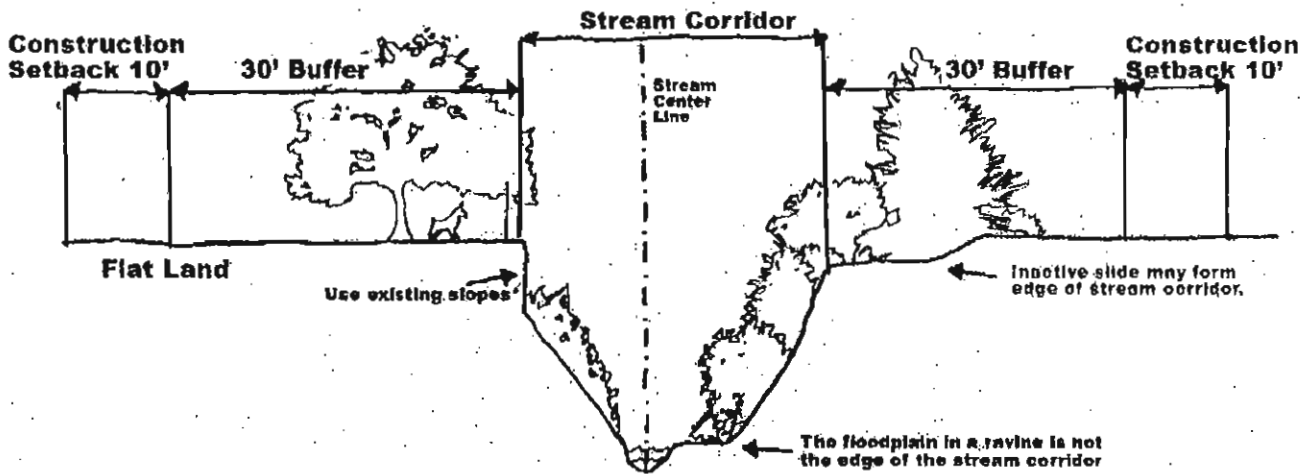 Stream Corridor
Construction
Setback 10'
30' Buffer
Stream
Center
Line
30' Buffer
Construction
Setback 10'
Flat Land
Use existing slopes
Inactive slide may form
edge of stream corridor.
The floodplain in a ravine is not
the edge of the stream corridor